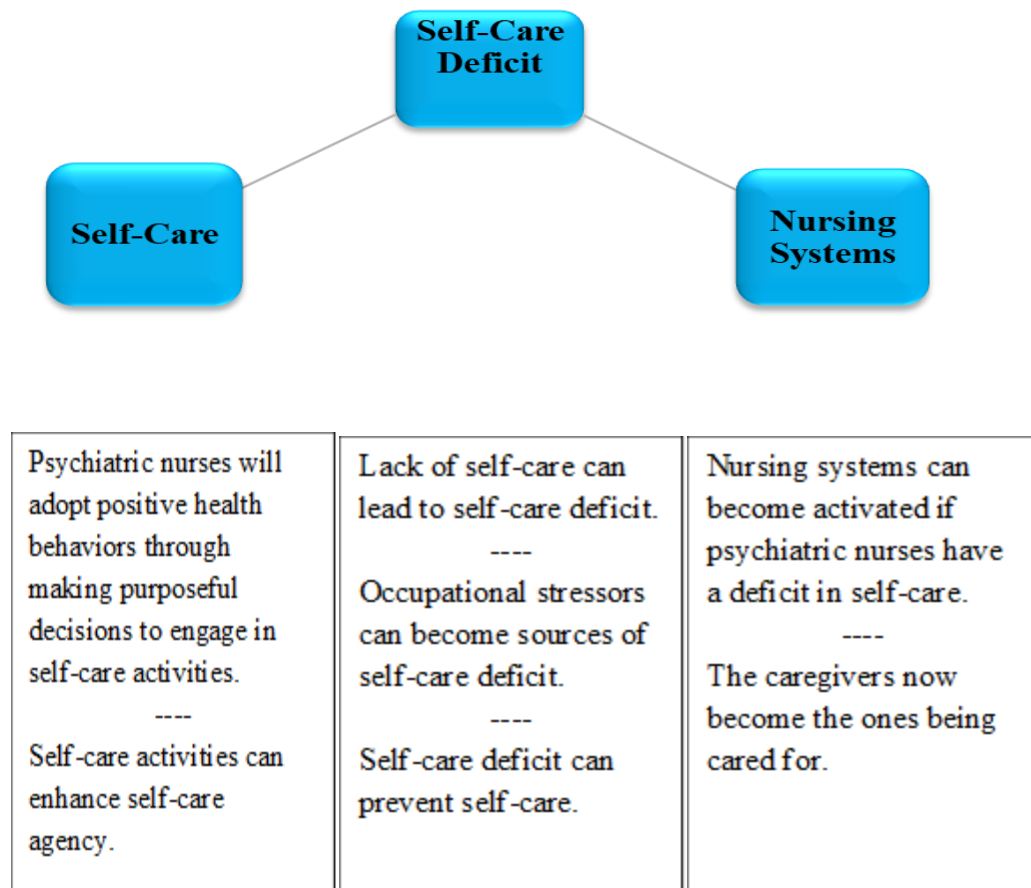 Self-Care
Deficit
Self-Care
Nursing
Systems
Psychiatric nurses will
adopt positive health
behaviors through
making purposeful
decisions to engage in
self-care activities.
----
Self-care activities can
enhance self-care
agency.
Lack of self-care can
lead to self-care deficit.
----
Occupational stressors
can become sources of
self-care deficit.
----
Self-care deficit can
prevent self-care.
Nursing systems can
become activated if
psychiatric nurses have
a deficit in self-care.
----
The caregivers now
become the ones being
cared for.